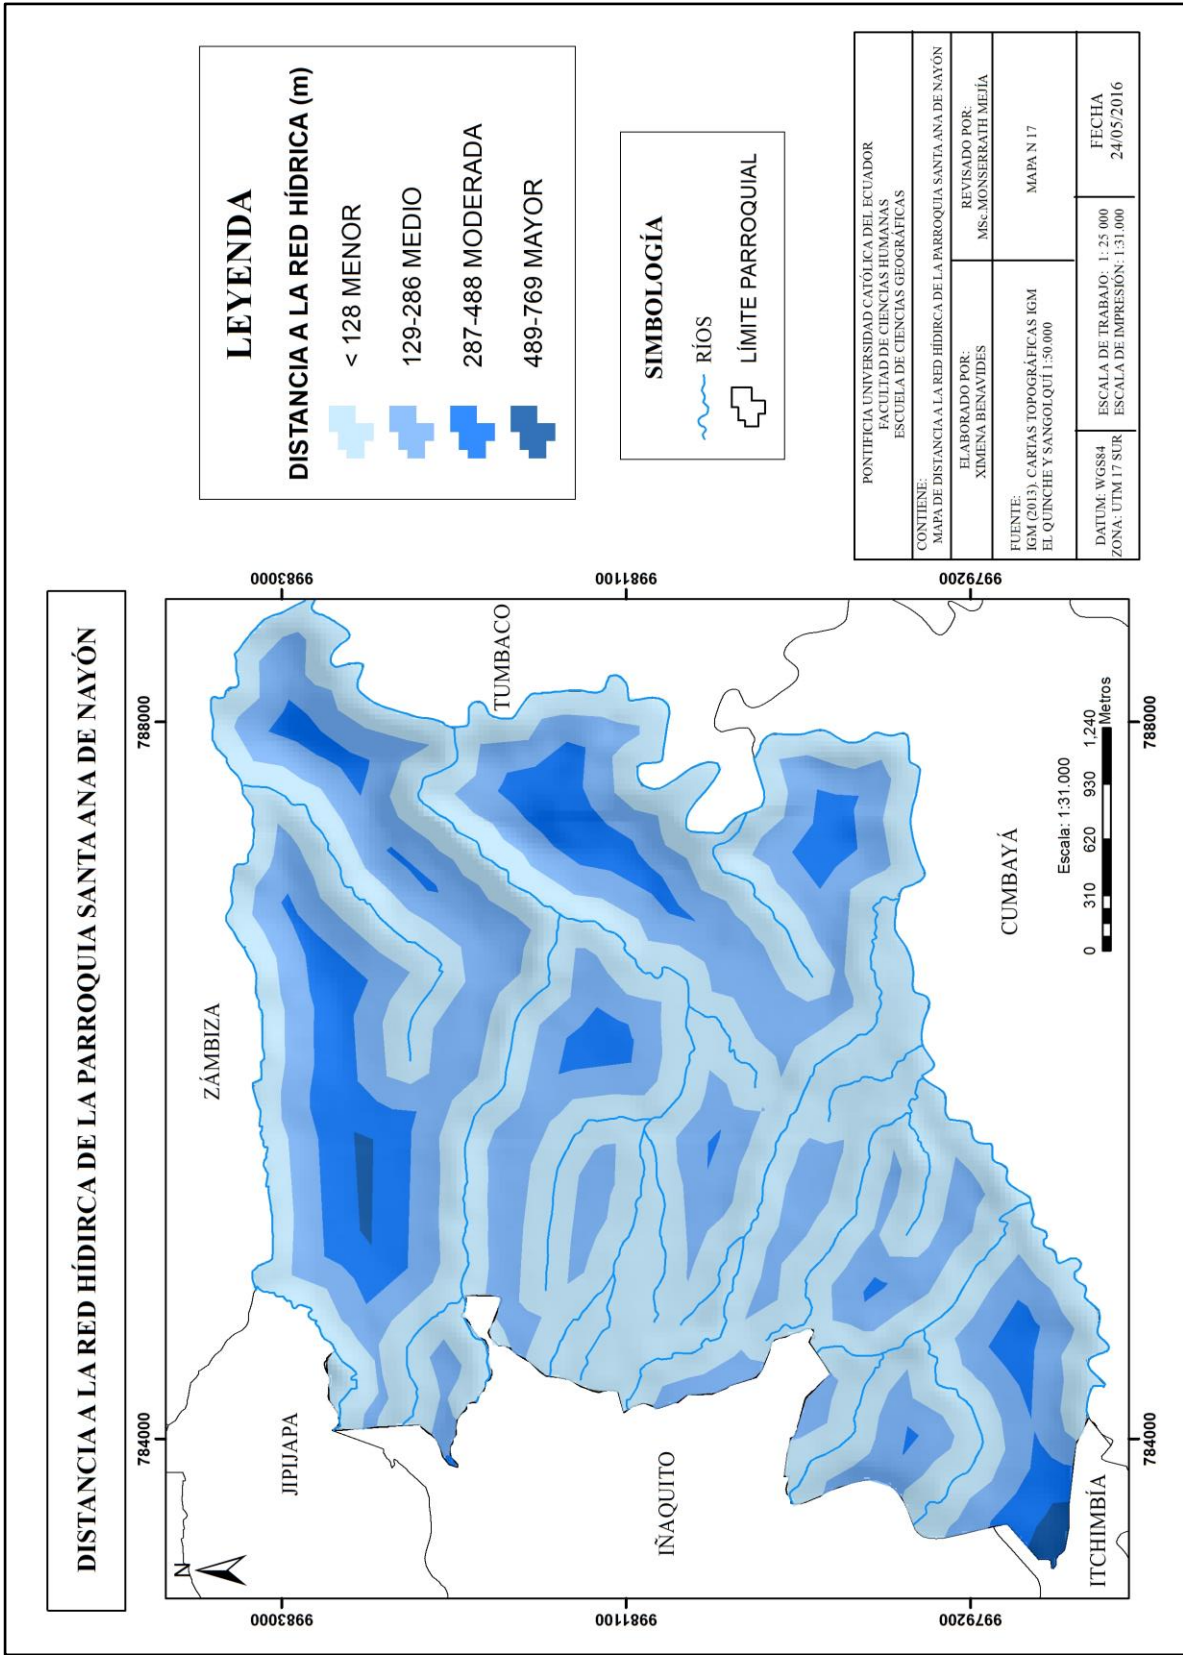 DISTANCIA A LA RED HÍDIRCA DE LA PARROQUIA SANTA ANA DE NAYÓN
784000
788000
N
9983000
9983000
ZÁMBIZA
JIPIJAPA
TUMBACO
9981100
9981100
IÑAQUITO
CUMBAYÁ
Escala: 1:31.000
0 310 620 930 1,240
Metros
9979200
9979200
ITCHIMBÍA
784000
788000
LEYENDA
DISTANCIA A LA RED HÍDRICA (m)
< 128 MENOR
129-286 MEDIO
287-488 MODERADA
489-769 MAYOR
SIMBOLOGÍA
RÍOS
LÍMITE PARROQUIAL
PONTIFICIA UNIVERSIDAD CATÓLICA DEL ECUADOR
FACULTAD DE CIENCIAS HUMANAS
ESCUELA DE CIENCIAS GEOGRÁFICAS
CONTIENE:
MAPA DE DISTANCIA A LA RED HÍDIRCA DE LA PARROQUIA SANTA ANA DE NAYÓN
ELABORADO POR:
XIMENA BENAVIDES
REVISADO POR:
MSc.MONSERRATH MEJÍA
FUENTE:
IGM (2013). CARTAS TOPOGRÁFICAS IGM
EL QUINCHE Y SANGOLQUÍ 1:50.000
MAPA N 17
DATUM: WGS84
ZONA: UTM 17 SUR
ESCALA DE TRABAJO: 1: 25 000
ESCALA DE IMPRESIÓN: 1:31.000
FECHA
24/05/2016